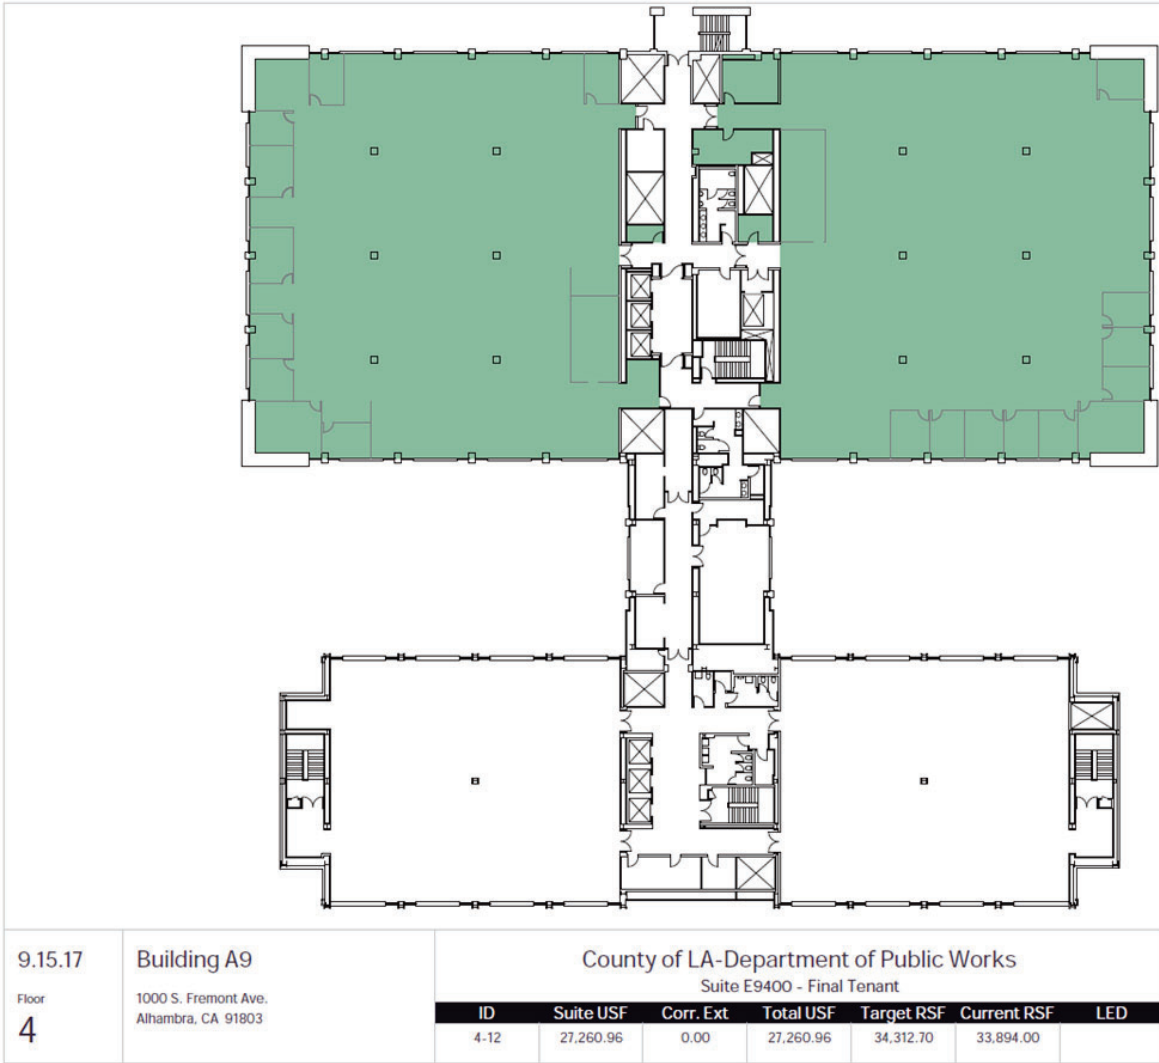 9.15.17
Floor
4
Building A9
1000 S. Fremont Ave.
Alhambra, CA 91803
County of LA-Department of Public Works
Suite E9400 - Final Tenant
ID Suite USF Corr. Ext Total USF Target RSF Current RSF LED
4-12 27,260.96 0.00 27,260.96 34,312.70 33,894.00